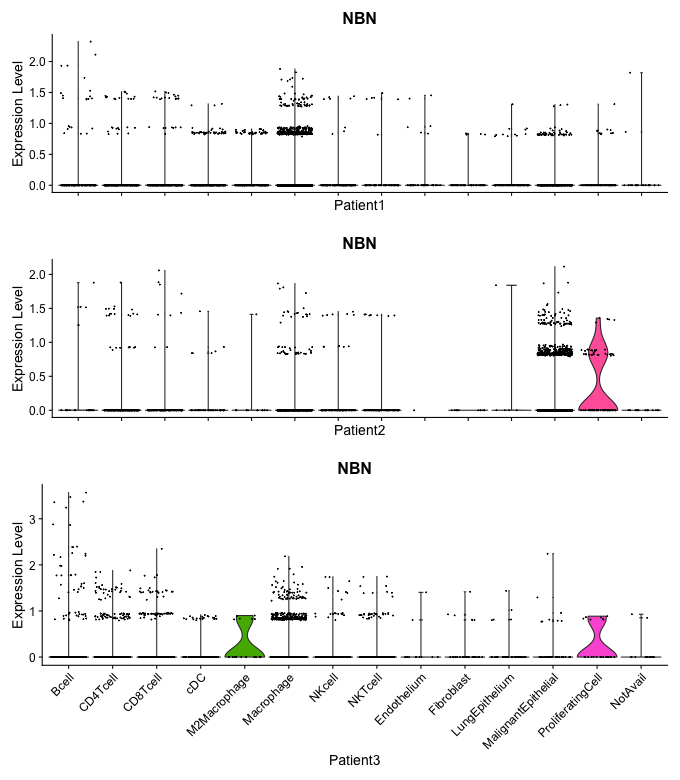 NBN
Expression Level
2.0
1.5
1.0
0.5
0.0
Patient1
NBN
Expression Level
2.0
1.5
1.0
0.5
0.0
Patient2
NBN
Expression Level
3
2
1
0
Bcell
CD4Tcell
CD8Tcell
cDC
M2Macrophage
Macrophage
NKcell
NKTcell
Endothelium
Fibroblast
LungEpithelium
MalignantEpithelial
ProliferatingCell
NotAvail
Patient3